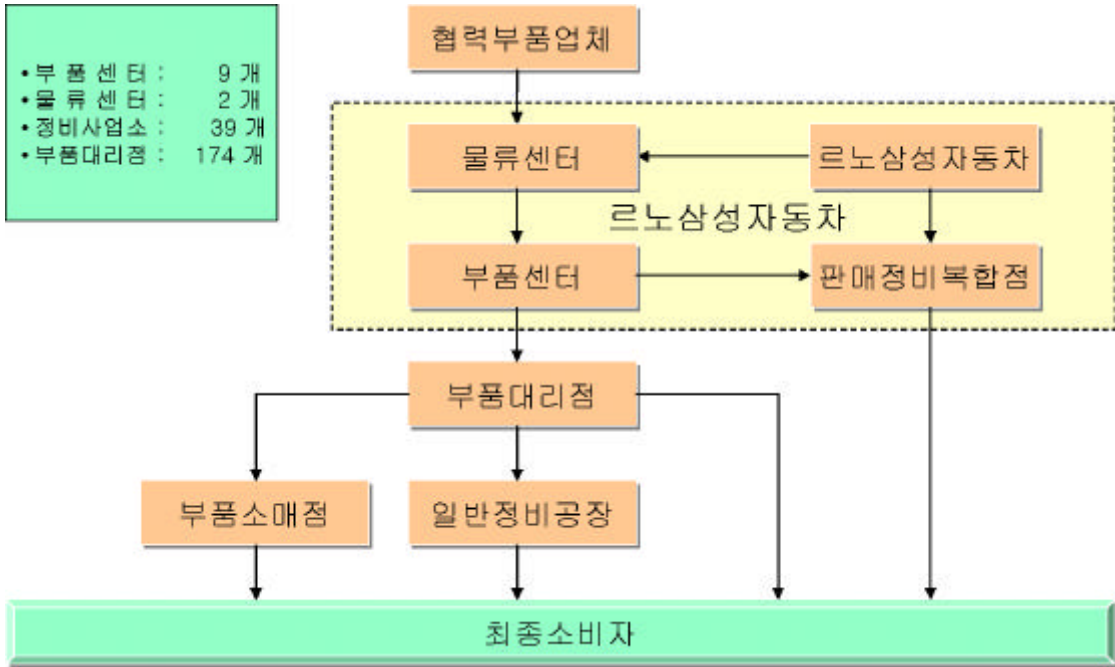 협력부품업체
•부 품 센 터 : 9 개
•물 류 센 터 : 2 개
•정비사업소 : 39 개
•부품대리점 : 174 개
물류센터
르노삼성자동차
르노삼성자동차
부품센터
판매정비복합점
부품대리점
부품소매점
일반정비공장
최종소비자